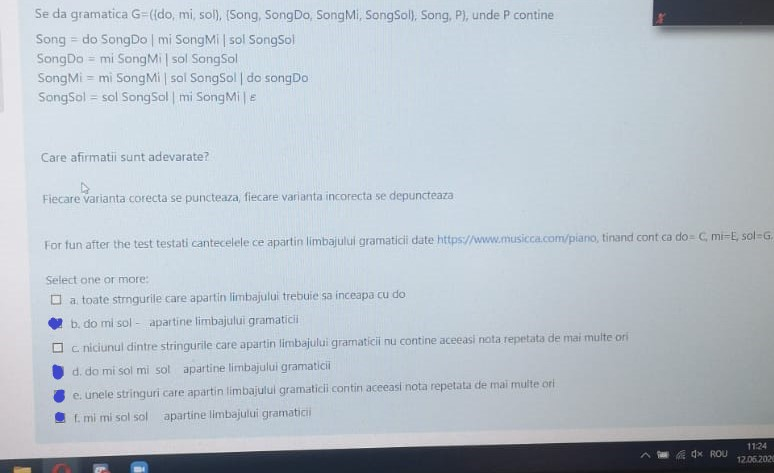 Se da gramatica G=({do, mi, sol}, {Song, SongDo, SongMi, SongSol}, Song, P}, unde P contine
Song = do SongDo | mi SongMi | sol SongSol
SongDo = mi SongMi | sol SongSol
SongMi = mi SongMi | sol SongSol | do songDo
SongSol = sol SongSol | mi SongMi | ε
Care afirmatii sunt adevarate?
Fiecare varianta corecta se puncteaza, fiecare varianta incorecta se depuncteaza
For fun after the test testati cantecelele ce apartin limbajului gramaticii date https://www.musicca.com/piano, tinand cont ca do= C, mi=E, sol=G.
Select one or more:
a. toate strngurile care apartin limbajului trebuie sa inceapa cu do
b. do mi sol - apartine limbajului gramaticii
c. niciunul dintre stringurile care apartin limbajului gramaticii nu contine aceeasi nota repetata de mai multe ori
d. do mi sol mi sol apartine limbajului gramaticii
e. unele stringuri care apartin limbajului gramaticii contin aceeasi nota repetata de mai multe ori
f. mi mi sol sol apartine limbajului gramaticii
ROU
11:24
12.06.202